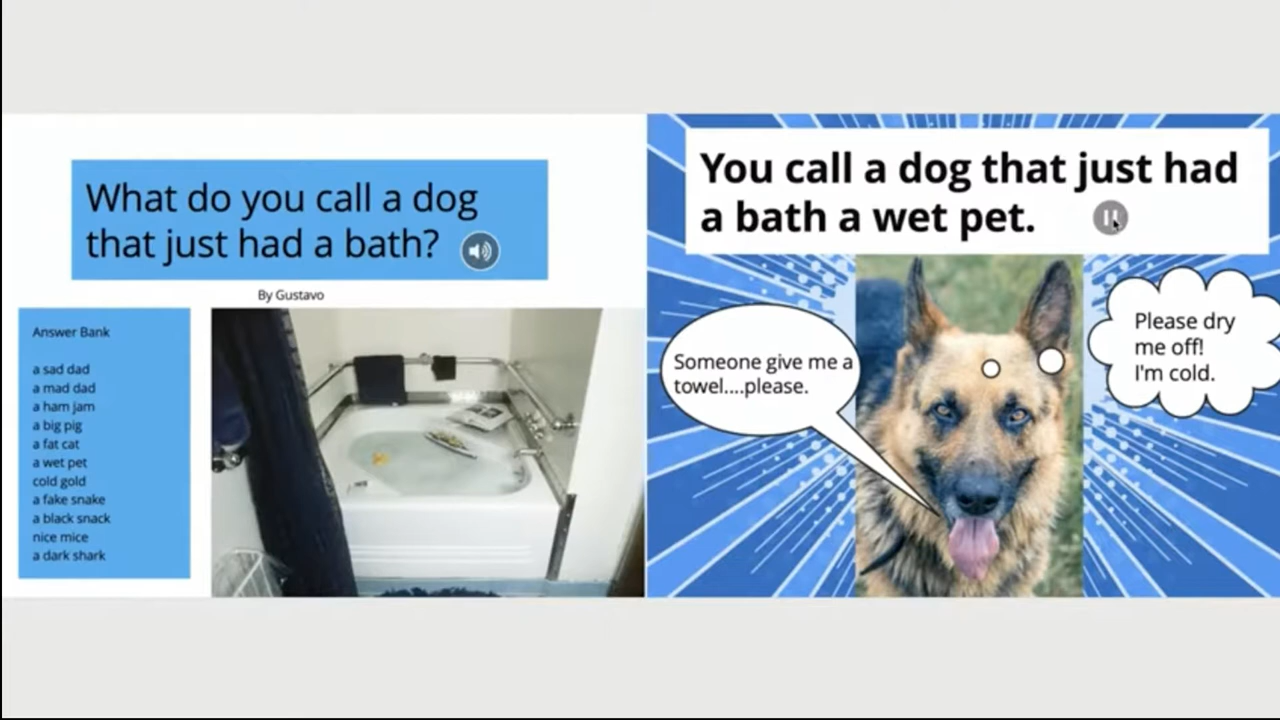 What do you call a dog
that just had a bath?
By Gustavo
Answer Bank
a sad dad
a mad dad
a ham jam
a big pig
a fat cat
a wet pet
cold gold
a fake snake
a black snack
nice mice
a dark shark
You call a dog that just had
a bath a wet pet.
Someone give me a
towel....please.
Please dry
me off!
I'm cold.